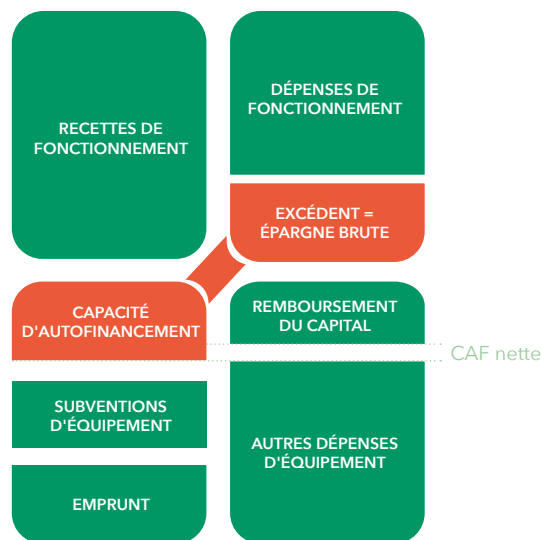 RECETTES DE
FONCTIONNEMENT
DÉPENSES DE
FONCTIONNEMENT
EXCÉDENT =
ÉPARGNE BRUTE
CAPACITÉ
D'AUTOFINANCEMENT
REMBOURSEMENT
DU CAPITAL
CAF nette
SUBVENTIONS
D'ÉQUIPEMENT
AUTRES DÉPENSES
D'ÉQUIPEMENT
EMPRUNT